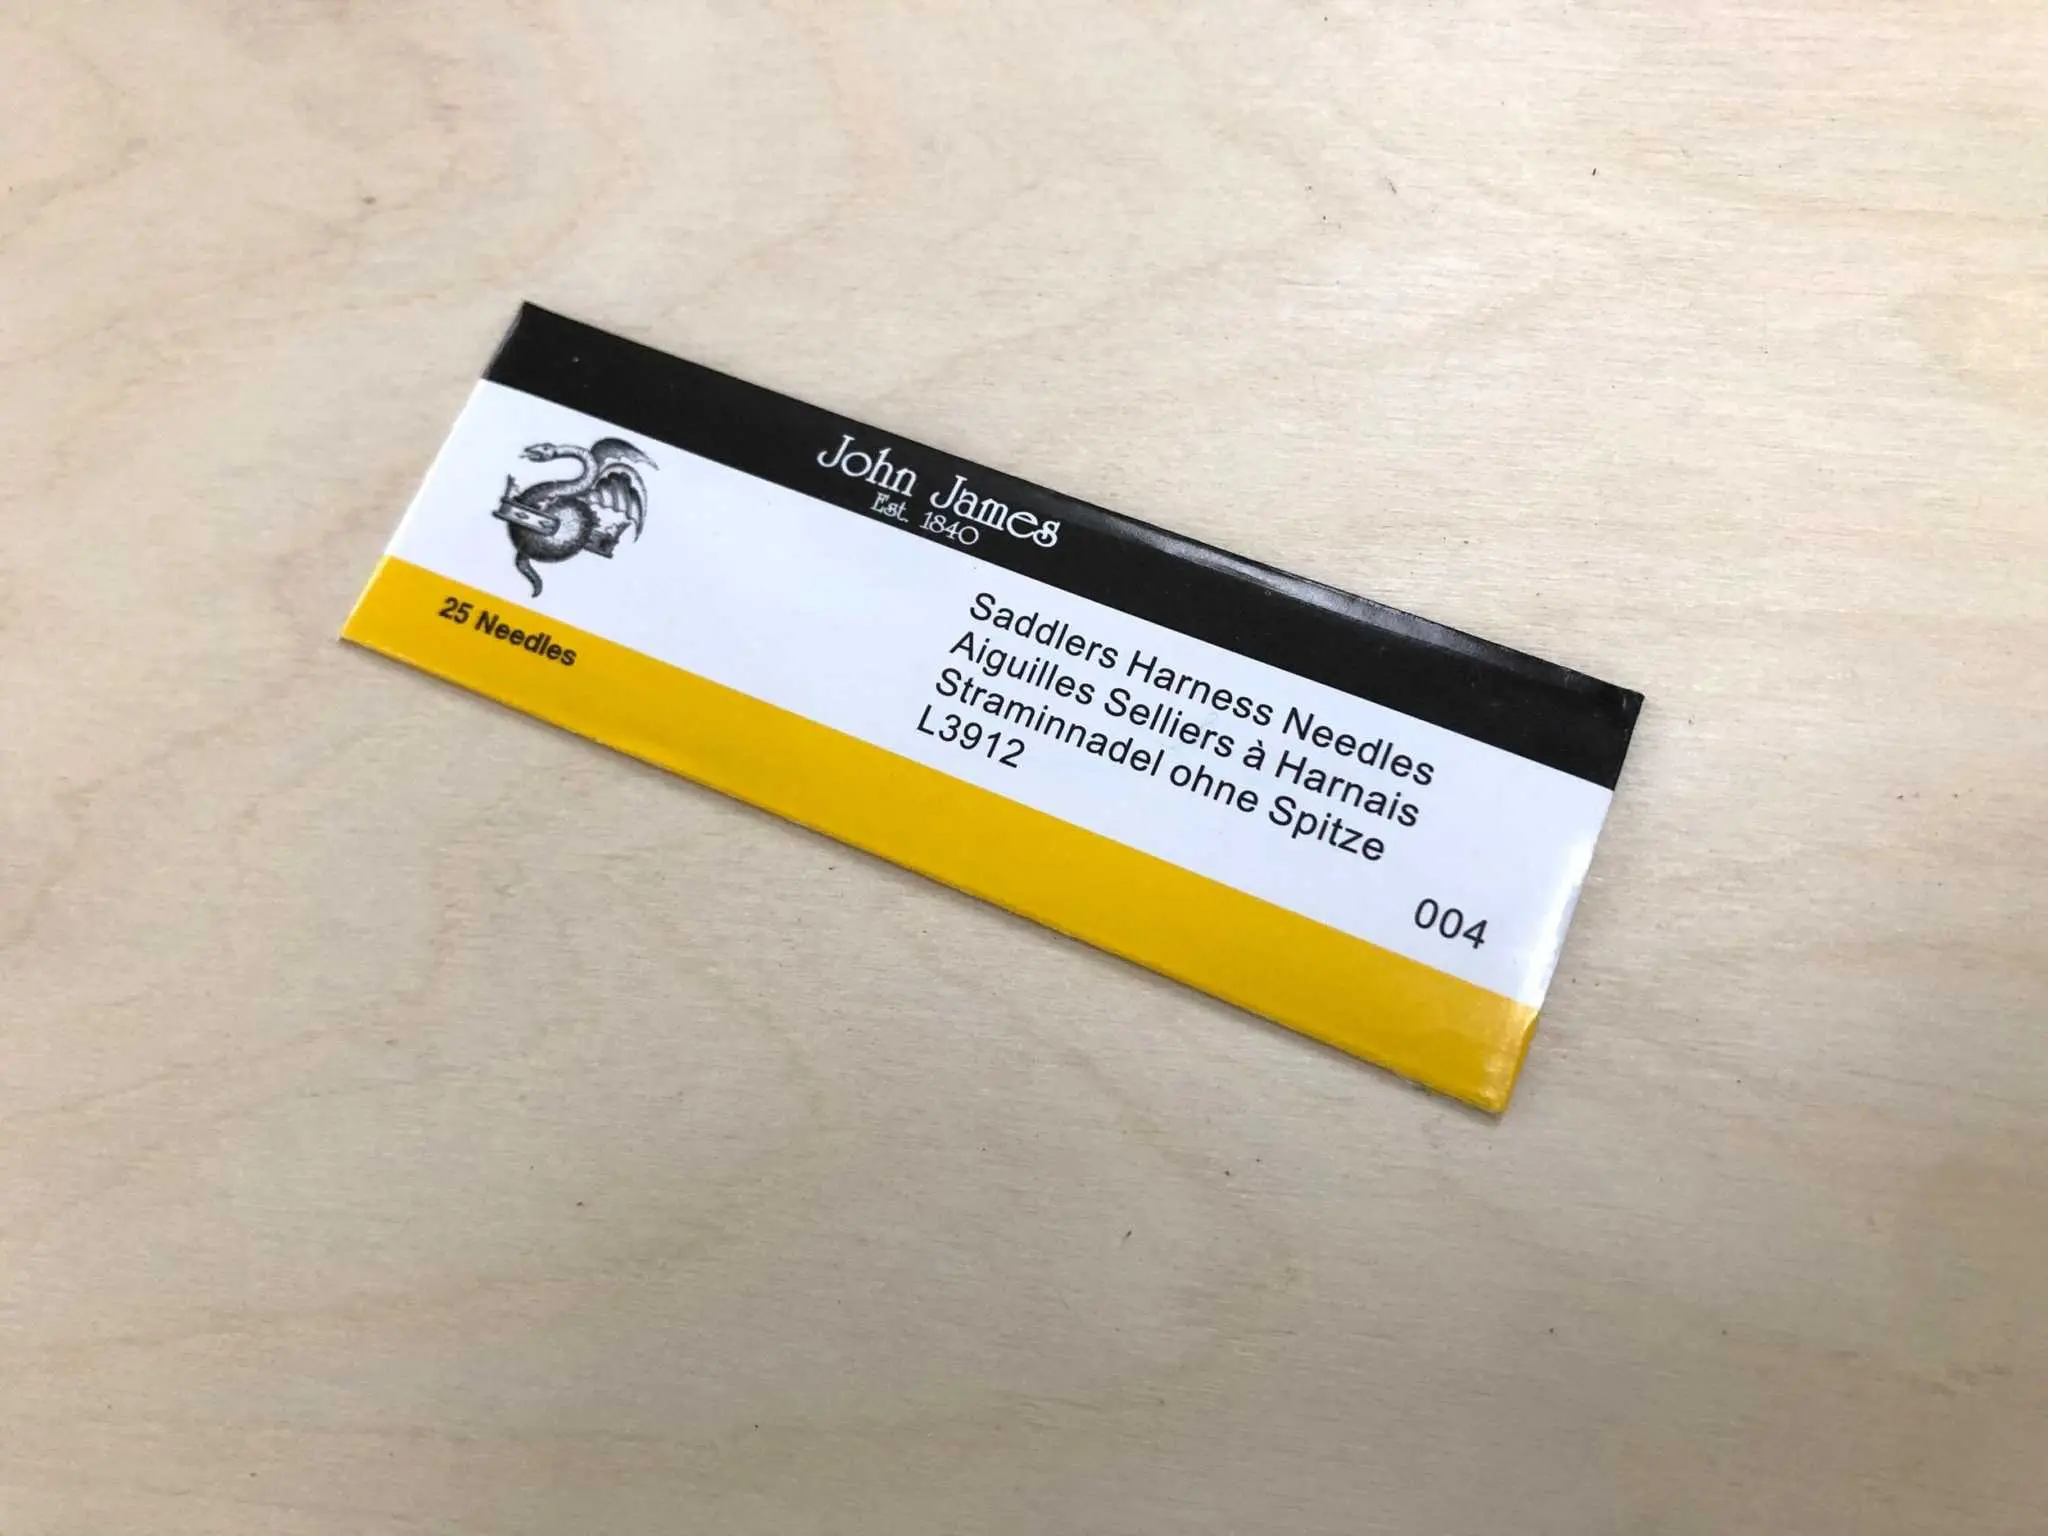 John James
Est. 1840
25 Needles
Saddlers Harness Needles
Aiguilles Selliers à Harnais
Straminnadel ohne Spitze
L3912
004